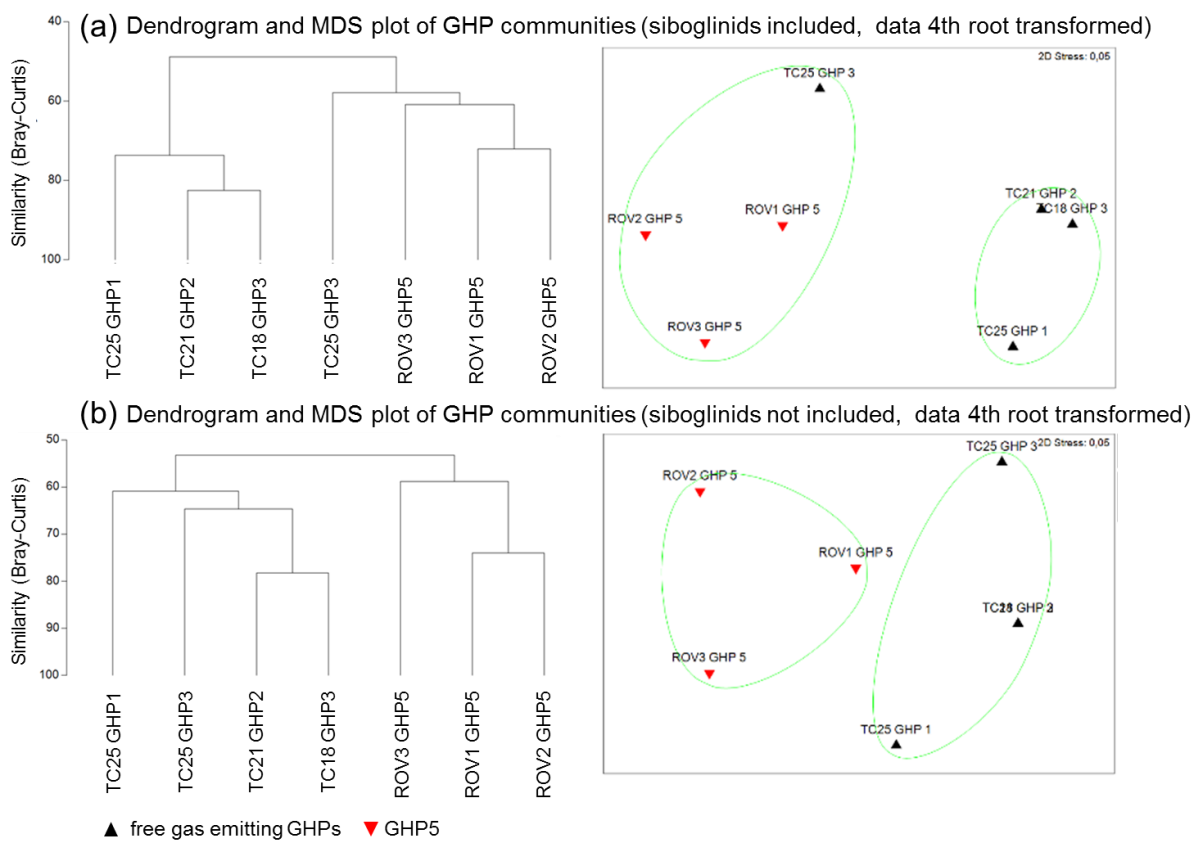 (a) Dendrogram and MDS plot of GHP communities (siboglinids included, data 4th root transformed)
Similarity (Bray-Curtis)
40
60
80
100
TC25 GHP1
TC21 GHP2
TC18 GHP3
TC25 GHP3
ROV3 GHP5
ROV1 GHP5
ROV2 GHP5
2D Stress: 0,05
TC25 GHP 3
TC21 GHP 2
TC18 GHP 3
ROV1 GHP 5
ROV2 GHP 5
ROV3 GHP 5
TC25 GHP 1
(b) Dendrogram and MDS plot of GHP communities (siboglinids not included, data 4th root transformed)
Similarity (Bray-Curtis)
50
60
70
80
90
100
TC25 GHP1
TC25 GHP3
TC21 GHP2
TC18 GHP3
ROV3 GHP5
ROV1 GHP5
ROV2 GHP5
TC25 GHP 3
2D Stress: 0,05
ROV2 GHP 5
ROV1 GHP 5
ROV3 GHP 5
TC25 GHP 1
free gas emitting GHPs
GHP5